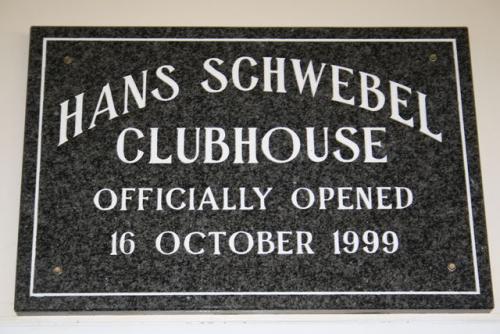 HANS SCHWEBEL
CLUBHOUSE
OFFICIALLY OPENED
16 OCTOBER 1999